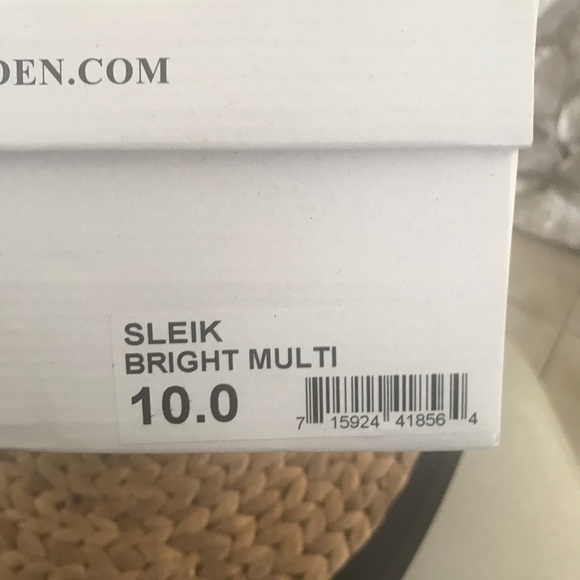 DEN.COM
SLEIK
BRIGHT MULTI
10.0
7 15924 41856 4